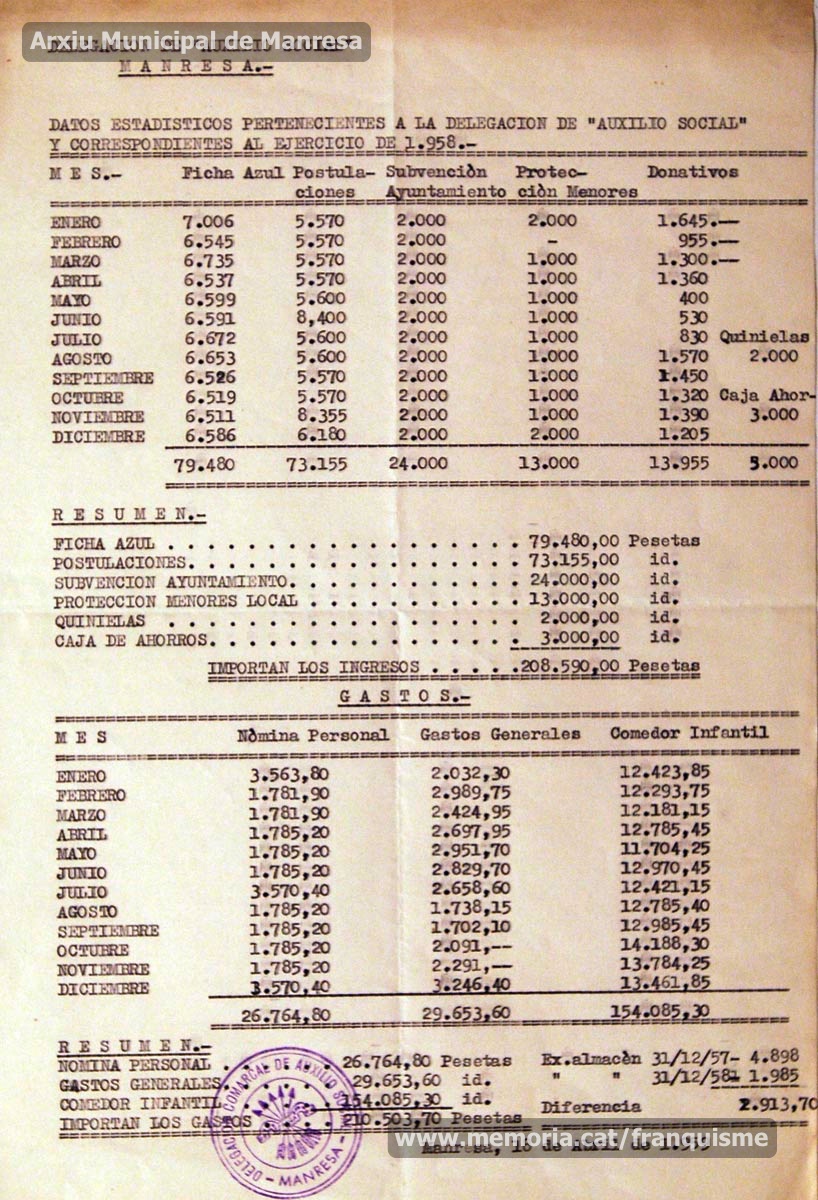 Arxiu Municipal de Manresa
M A N R E S A.-
DATOS ESTADISTICOS PERTENECIENTES A LA DELEGACION DE "AUXILIO SOCIAL"
Y CORRESPONDIENTES AL EJERCICIO DE 1.958.-
M E S.- Ficha Azul Postula- Subvenciòn Protec- Donativos
ciones Ayuntamiento ciòn Menores
ENERO 7.006 5.570 2.000 2.000 1.645.--
FEBRERO 6.545 5.570 2.000 - 955.--
MARZO 6.735 5.570 2.000 1.000 1.300.--
ABRIL 6.537 5.570 2.000 1.000 1.360
MAYO 6.599 5.600 2.000 1.000 400
JUNIO 6.591 8,400 2.000 1.000 530
JULIO 6.672 5.600 2.000 1.000 830 Quinielas
AGOSTO 6.653 5.600 2.000 1.000 1.570 2.000
SEPTIEMBRE 6.526 5.570 2.000 1.000 1.450
OCTUBRE 6.519 5.570 2.000 1.000 1.320 Caja Ahor-
NOVIEMBRE 6.511 8.355 2.000 1.000 1.390 3.000
DICIEMBRE 6.586 6.180 2.000 2.000 1.205
79.480 73.155 24.000 13.000 13.955 5.000
R E S U M E N.-
FICHA AZUL . . . . . . . . . . . . . . . . . . 79.480,00 Pesetas
POSTULACIONES. . . . . . . . . . . . . . . . . 73.155,00 id.
SUBVENCION AYUNTAMIENTO. . . . . . . . . . . . 24.000,00 id.
PROTECCION MENORES LOCAL . . . . . . . . . . . 13.000,00 id.
QUINIELAS . . . . . . . . . . . . . . . . . . 2.000,00 id.
CAJA DE AHORROS. . . . . . . . . . . . . . . . 3.000,00 id.
IMPORTAN LOS INGRESOS . . . . .208.590,00 Pesetas
G A S T O S.-
M E S Nòmina Personal Gastos Generales Comedor Infantil
ENERO 3.563,80 2.032,30 12.423,85
FEBRERO 1.781,90 2.989,75 12.293,75
MARZO 1.781,90 2.424,95 12.181,15
ABRIL 1.785,20 2.697,95 12.785,45
MAYO 1.785,20 2.951,70 11.704,25
JUNIO 1.785,20 2.829,70 12.970,45
JULIO 3.570,40 2.658,60 12.421,15
AGOSTO 1.785,20 1.738,15 12.785,40
SEPTIEMBRE 1.785,20 1.702,10 12.985,45
OCTUBRE 1.785,20 2.091,-- 14.188,30
NOVIEMBRE 1.785,20 2.291,-- 13.784,25
DICIEMBRE 3.570,40 3.246,40 13.461,85
26.764,80 29.653,60 154.085,30
R E S U M E N.-
NOMINA PERSONAL . . . . 26.764,80 Pesetas Ex.almacèn 31/12/57- 4.898
GASTOS GENERALES. . . . 29.653,60 id. " " 31/12/58- 1.985
COMEDOR INFANTIL . . . 154.085,30 id. Diferencia 2.913,70
IMPORTAN LOS GASTOS . . . 210.503,70 Pesetas
DELEGACION COMARCAL DE AUXILIO
- MANRESA -
www.memoria.cat/franquisme
Manresa,